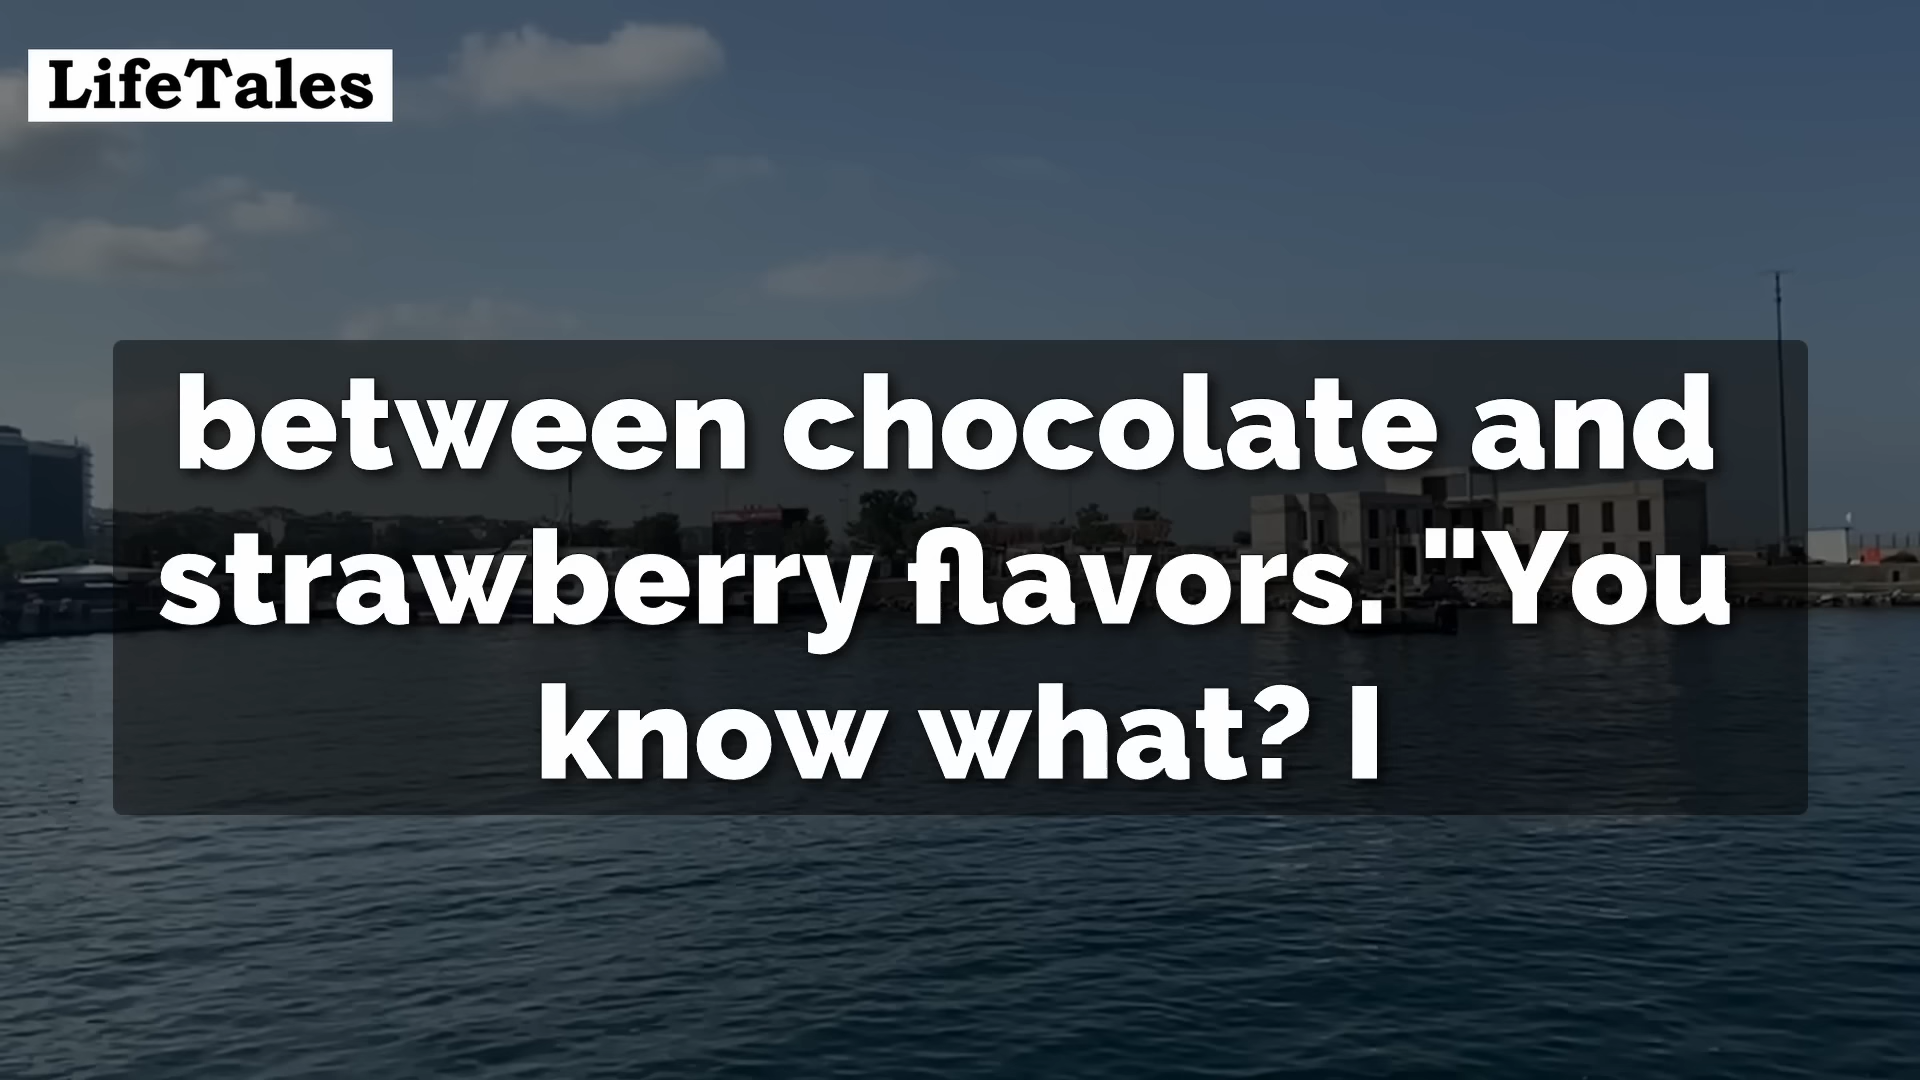 LifeTales
between chocolate and
strawberry flavors. "You
know what? I